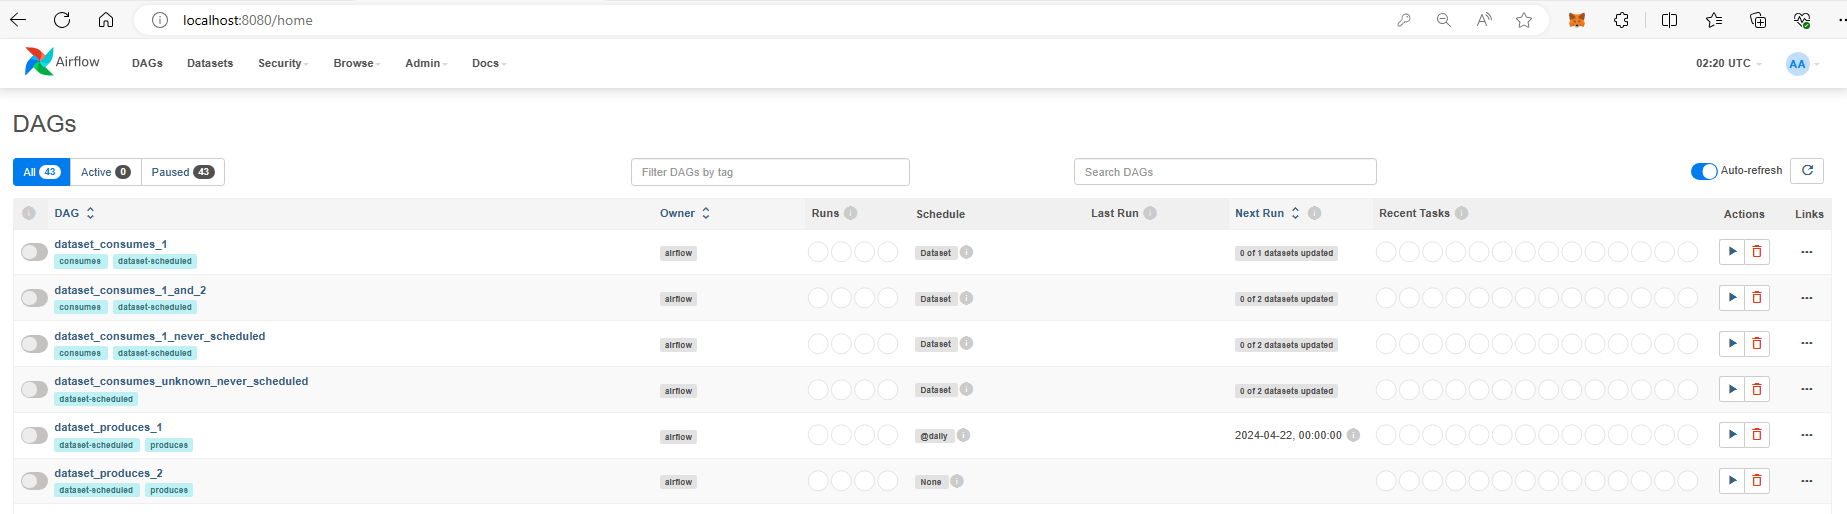 localhost:8080/home
Airflow DAGs Datasets Security Browse Admin Docs 02:20 UTC AA
DAGs
All 43 Active 0 Paused 43 Filter DAGs by tag Search DAGs Auto-refresh
DAG Owner Runs Schedule Last Run Next Run Recent Tasks Actions Links
dataset_consumes_1
consumes dataset-scheduled airflow Dataset 0 of 1 datasets updated
dataset_consumes_1_and_2
consumes dataset-scheduled airflow Dataset 0 of 2 datasets updated
dataset_consumes_1_never_scheduled
consumes dataset-scheduled airflow Dataset 0 of 2 datasets updated
dataset_consumes_unknown_never_scheduled
dataset-scheduled airflow Dataset 0 of 2 datasets updated
dataset_produces_1
dataset-scheduled produces airflow @daily 2024-04-22, 00:00:00
dataset_produces_2
dataset-scheduled produces airflow None